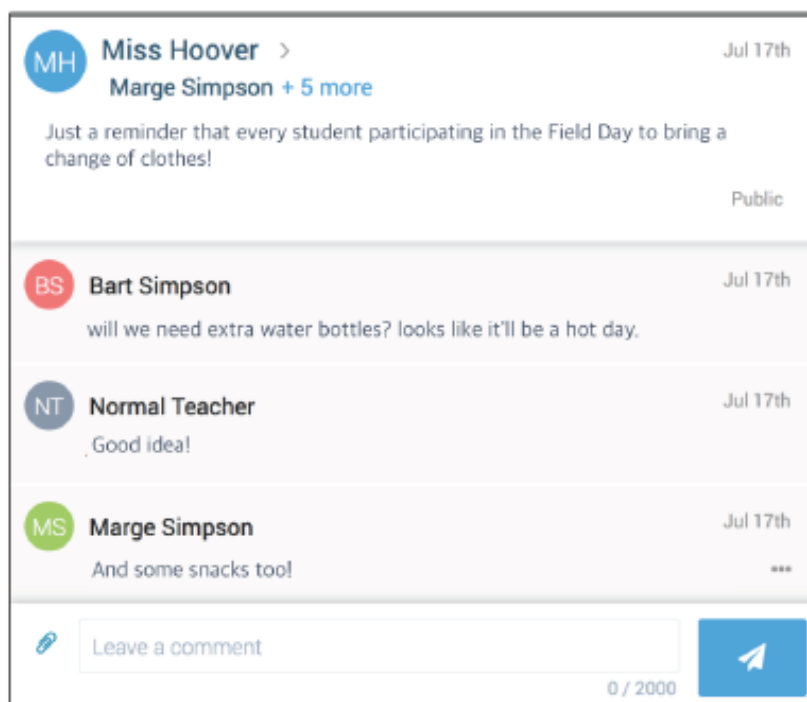 MH
Miss Hoover >
Jul 17th
Marge Simpson + 5 more
Just a reminder that every student participating in the Field Day to bring a
change of clothes!
Public
BS
Bart Simpson
Jul 17th
will we need extra water bottles? looks like it'll be a hot day.
NT
Normal Teacher
Jul 17th
Good idea!
MS
Marge Simpson
Jul 17th
And some snacks too!
Leave a comment
0 / 2000